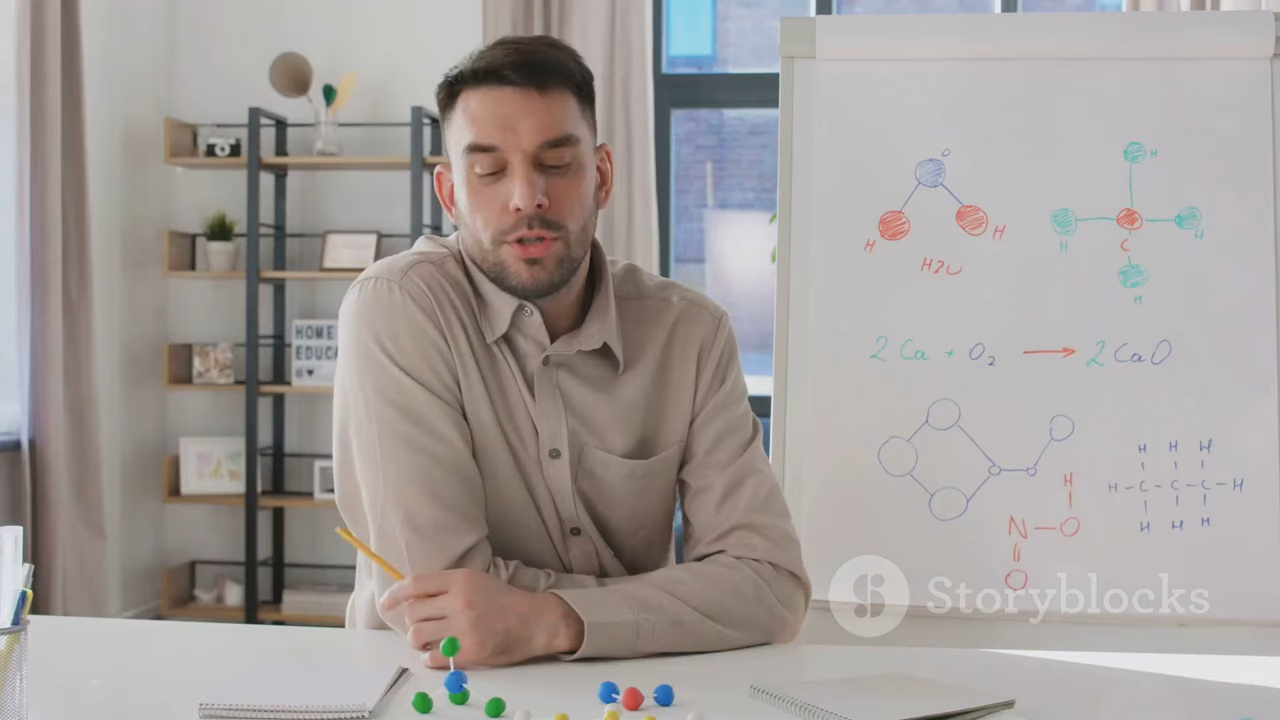 HOME
EDUCA
#♥
O
H
H
H2O
H
H
C
H
H
2 Ca + O₂ → 2 CaO
H H H
H-C-C-C-H
H H H
H
N-O
O
Storyblocks